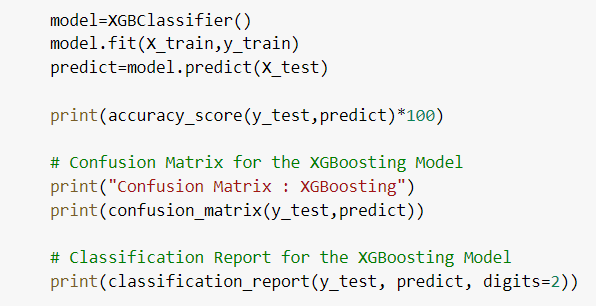 model=XGBClassifier()
model.fit(X_train,y_train)
predict=model.predict(X_test)
print(accuracy_score(y_test,predict)*100)
# Confusion Matrix for the XGBoosting Model
print("Confusion Matrix : XGBoosting")
print(confusion_matrix(y_test,predict))
# Classification Report for the XGBoosting Model
print(classification_report(y_test, predict, digits=2))